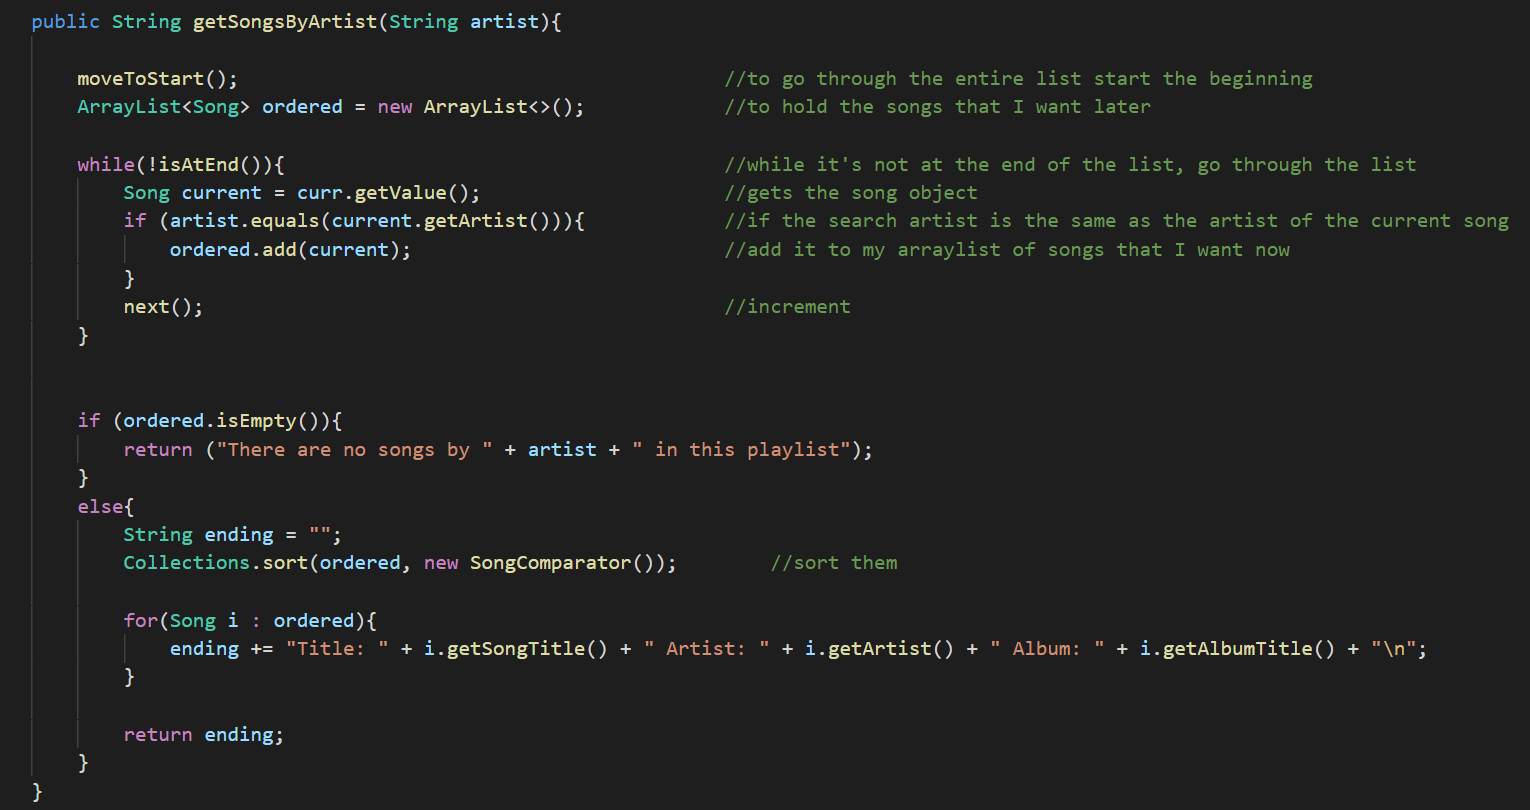 public String getSongsByArtist(String artist){
moveToStart(); //to go through the entire list start the beginning
ArrayList<Song> ordered = new ArrayList<>(); //to hold the songs that I want later
while(!isAtEnd()){ //while it's not at the end of the list, go through the list
Song current = curr.getValue(); //gets the song object
if (artist.equals(current.getArtist())){ //if the search artist is the same as the artist of the current song
ordered.add(current); //add it to my arraylist of songs that I want now
}
next(); //increment
}
if (ordered.isEmpty()){
return ("There are no songs by " + artist + " in this playlist");
}
else{
String ending = "";
Collections.sort(ordered, new SongComparator()); //sort them
for(Song i : ordered){
ending += "Title: " + i.getSongTitle() + " Artist: " + i.getArtist() + " Album: " + i.getAlbumTitle() + "\n";
}
return ending;
}
}